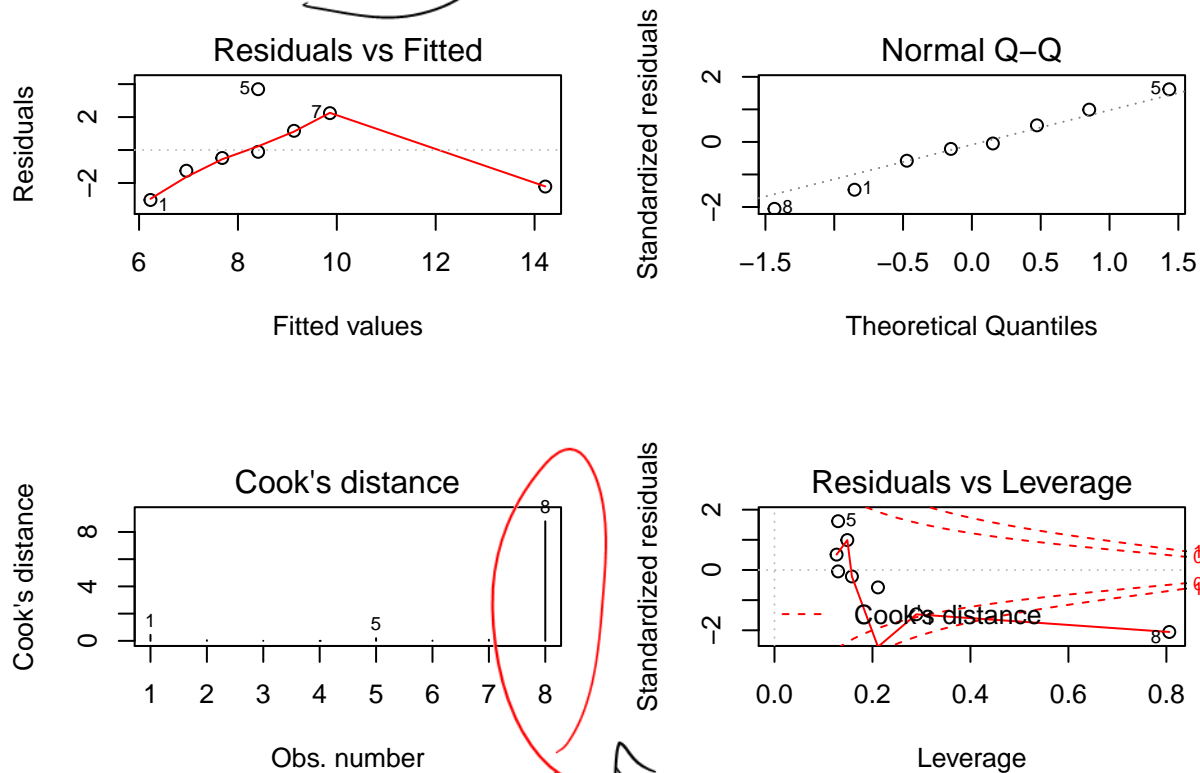 Residuals vs Fitted
Residuals
2
−2
5
7
1
6 8 10 12 14
Fitted values
Normal Q−Q
Standardized residuals
2
0
−2
5
1
8
−1.5 −0.5 0.0 0.5 1.0 1.5
Theoretical Quantiles
Cook's distance
Cook's distance
8
4
0
1
5
8
1 2 3 4 5 6 7 8
Obs. number
Residuals vs Leverage
Standardized residuals
2
0
−2
5
8
Cook's distance
0.0 0.2 0.4 0.6 0.8
Leverage